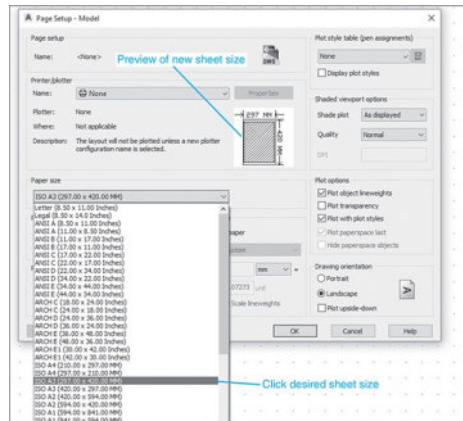 Page Setup - Model
Page setup
Name: <None>
DWG
Preview of new sheet size
Printer/plotter
Name: None
Properties
Plotter: None
Where: Not applicable
Description: The layout will not be plotted unless a new plotter
configuration name is selected.
297 MM
420 MM
Paper size
ISO A3 (297.00 x 420.00 MM)
Letter (8.50 x 11.00 Inches)
Legal (8.50 x 14.0 Inches)
ANSI A (8.50 x 11.00 Inches)
ANSI A (11.00 x 8.50 Inches)
ANSI B (11.00 x 17.00 Inches)
ANSI B (17.00 x 11.00 Inches)
ANSI C (17.00 x 22.00 Inches)
ANSI C (22.00 x 17.00 Inches)
ANSI D (22.00 x 34.00 Inches)
ANSI D (34.00 x 22.00 Inches)
ANSI E (34.00 x 44.00 Inches)
ANSI E (44.00 x 34.00 Inches)
ARCH C (18.00 x 24.00 Inches)
ARCH C (24.00 x 18.00 Inches)
ARCH D (24.00 x 36.00 Inches)
ARCH D (36.00 x 24.00 Inches)
ARCH E (36.00 x 48.00 Inches)
ARCH E (48.00 x 36.00 Inches)
ARCH E1 (30.00 x 42.00 Inches)
ARCH E1 (42.00 x 30.00 Inches)
ISO A4 (210.00 x 297.00 MM)
ISO A4 (297.00 x 210.00 MM)
ISO A3 (297.00 x 420.00 MM)
ISO A3 (420.00 x 297.00 MM)
ISO A2 (420.00 x 594.00 MM)
ISO A2 (594.00 x 420.00 MM)
ISO A1 (594.00 x 841.00 MM)
ISO A1 (841.00 x 594.00 MM)
Click desired sheet size
paper
mm =
.07273 unit
Scale lineweights
Plot style table (pen assignments)
None
Display plot styles
Shaded viewport options
Shade plot As displayed
Quality Normal
DPI
Plot options
Plot object lineweights
Plot transparency
Plot with plot styles
Plot paperspace last
Hide paperspace objects
Drawing orientation
Portrait
Landscape
Plot upside-down
A
OK Cancel Help